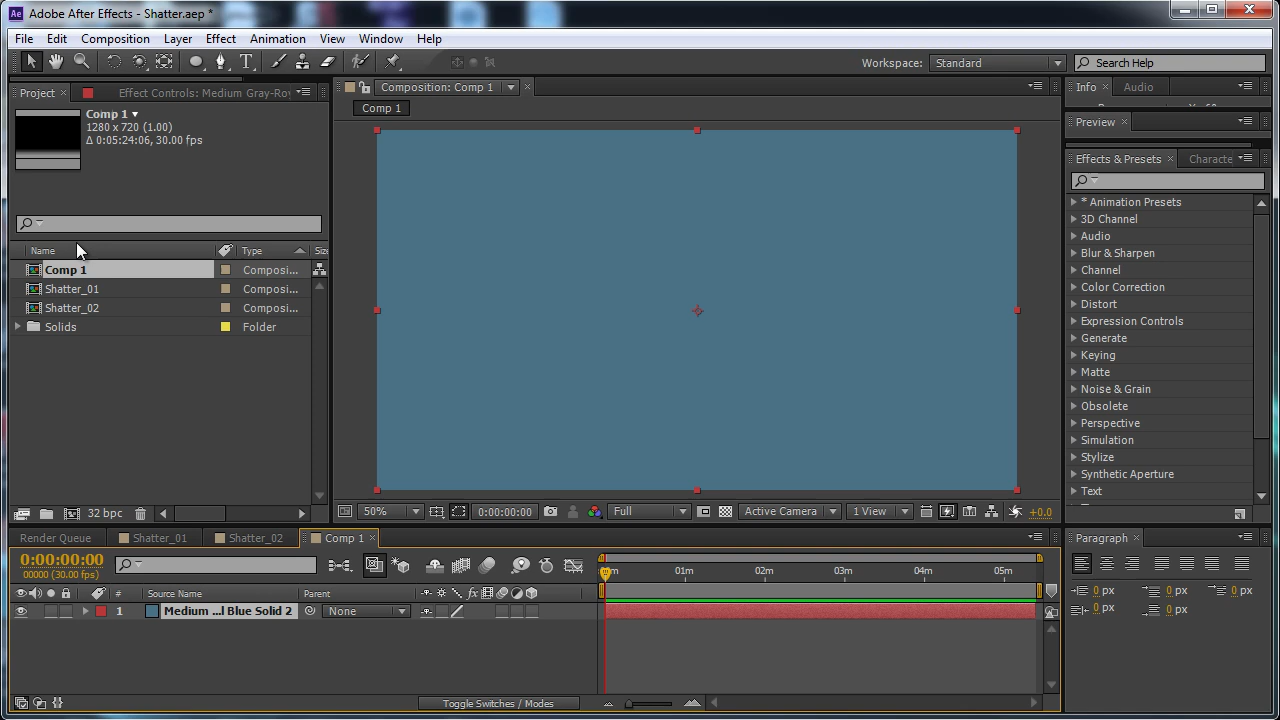 Ae Adobe After Effects - Shatter.aep *
File Edit Composition Layer Effect Animation View Window Help
Workspace: Standard Search Help
Project × Effect Controls: Medium Gray-Roy
Comp 1
1280 x 720 (1.00)
Δ 0:05:24:06, 30.00 fps
Name Type Size
Comp 1 Composi...
Shatter_01 Composi...
Shatter_02 Composi...
Solids Folder
32 bpc
Composition: Comp 1
Comp 1
50% 0:00:00:00 Full Active Camera 1 View +0.0
Info × Audio
Preview ×
Effects & Presets × Characte
* Animation Presets
3D Channel
Audio
Blur & Sharpen
Channel
Color Correction
Distort
Expression Controls
Generate
Keying
Matte
Noise & Grain
Obsolete
Perspective
Simulation
Stylize
Synthetic Aperture
Text
Render Queue Shatter_01 Shatter_02 Comp 1 ×
0:00:00:00
00000 (30.00 fps)
01m 02m 03m 04m 05m
# Source Name Parent
1 Medium ...l Blue Solid 2 None
Toggle Switches / Modes
Paragraph ×
0 px 0 px 0 px
0 px 0 px